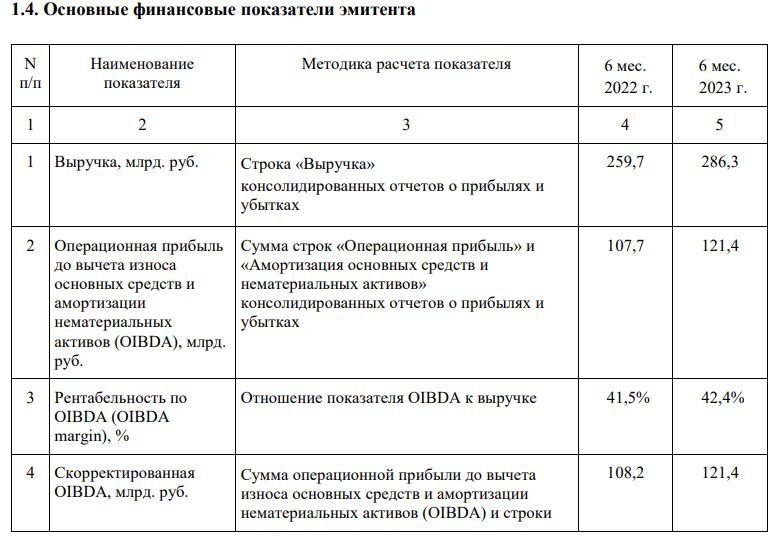 1.4. Основные финансовые показатели эмитента
N
п/п
Наименование
показателя
Методика расчета показателя
6 мес.
2022 г.
6 мес.
2023 г.
1
2
3
4
5
1
Выручка, млрд. руб.
Строка «Выручка»
консолидированных отчетов о прибылях и
убытках
259,7
286,3
2
Операционная прибыль
до вычета износа
основных средств и
амортизации
нематериальных
активов (OIBDA), млрд.
руб.
Сумма строк «Операционная прибыль» и
«Амортизация основных средств и
нематериальных активов»
консолидированных отчетов о прибылях и
убытках
107,7
121,4
3
Рентабельность по
OIBDA (OIBDA
margin), %
Отношение показателя OIBDA к выручке
41,5%
42,4%
4
Скорректированная
OIBDA, млрд. руб.
Сумма операционной прибыли до вычета
износа основных средств и амортизации
нематериальных активов (OIBDA) и строки
108,2
121,4